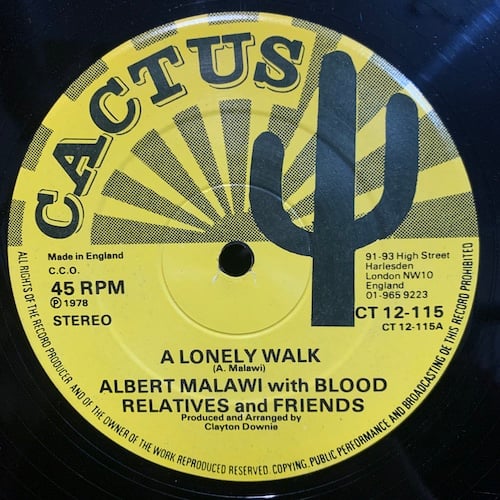 CACTUS
Made in England
C.C.O.
45 RPM
℗ 1978
STEREO
91-93 High Street
Harlesden
London NW10
England
01-965 9223
CT 12-115
CT 12-115A
A LONELY WALK
(A. Malawi)
ALBERT MALAWI with BLOOD
RELATIVES and FRIENDS
Produced and Arranged by
Clayton Downie
ALL RIGHTS OF THE RECORD PRODUCER AND OF THE OWNER OF THE WORK REPRODUCED RESERVED. COPYING, PUBLIC PERFORMANCE AND BROADCASTING OF THIS RECORD PROHIBITED